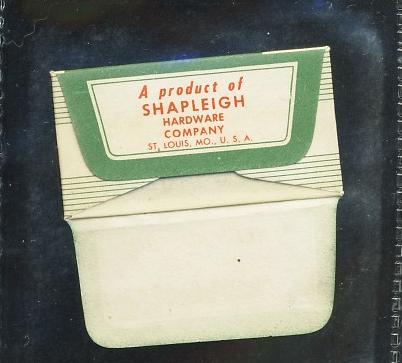 A product of
SHAPLEIGH
HARDWARE
COMPANY
ST. LOUIS, MO., U. S. A.